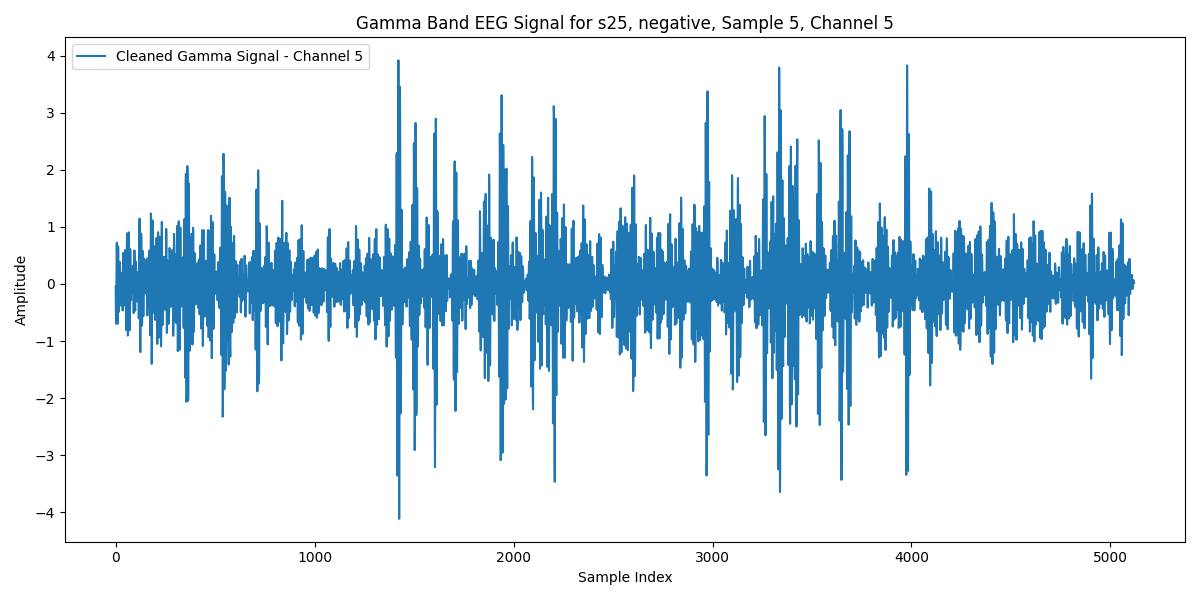 Gamma Band EEG Signal for s25, negative, Sample 5, Channel 5
Cleaned Gamma Signal - Channel 5
4
3
2
1
0
−1
−2
−3
−4
Amplitude
0 1000 2000 3000 4000 5000
Sample Index